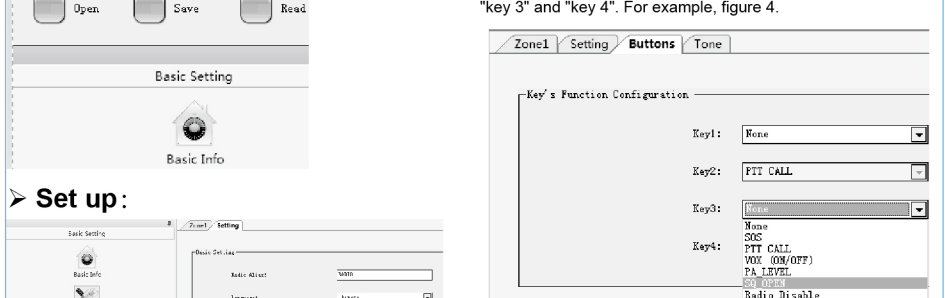 Open Save Read
Basic Setting
Basic Info
➢ Set up:
Basic Setting
Basic Info
Zone1 Setting
Basic Setting
Radio Alias:
"key 3" and "key 4". For example, figure 4.
Zone1 Setting Buttons Tone
Key's Function Configuration
Key1: None
Key2: PTT CALL
Key3: None
None
SOS
Key4: PTT CALL
VOX (ON/OFF)
PA_LEVEL
SQ OPEN
Radio Disable